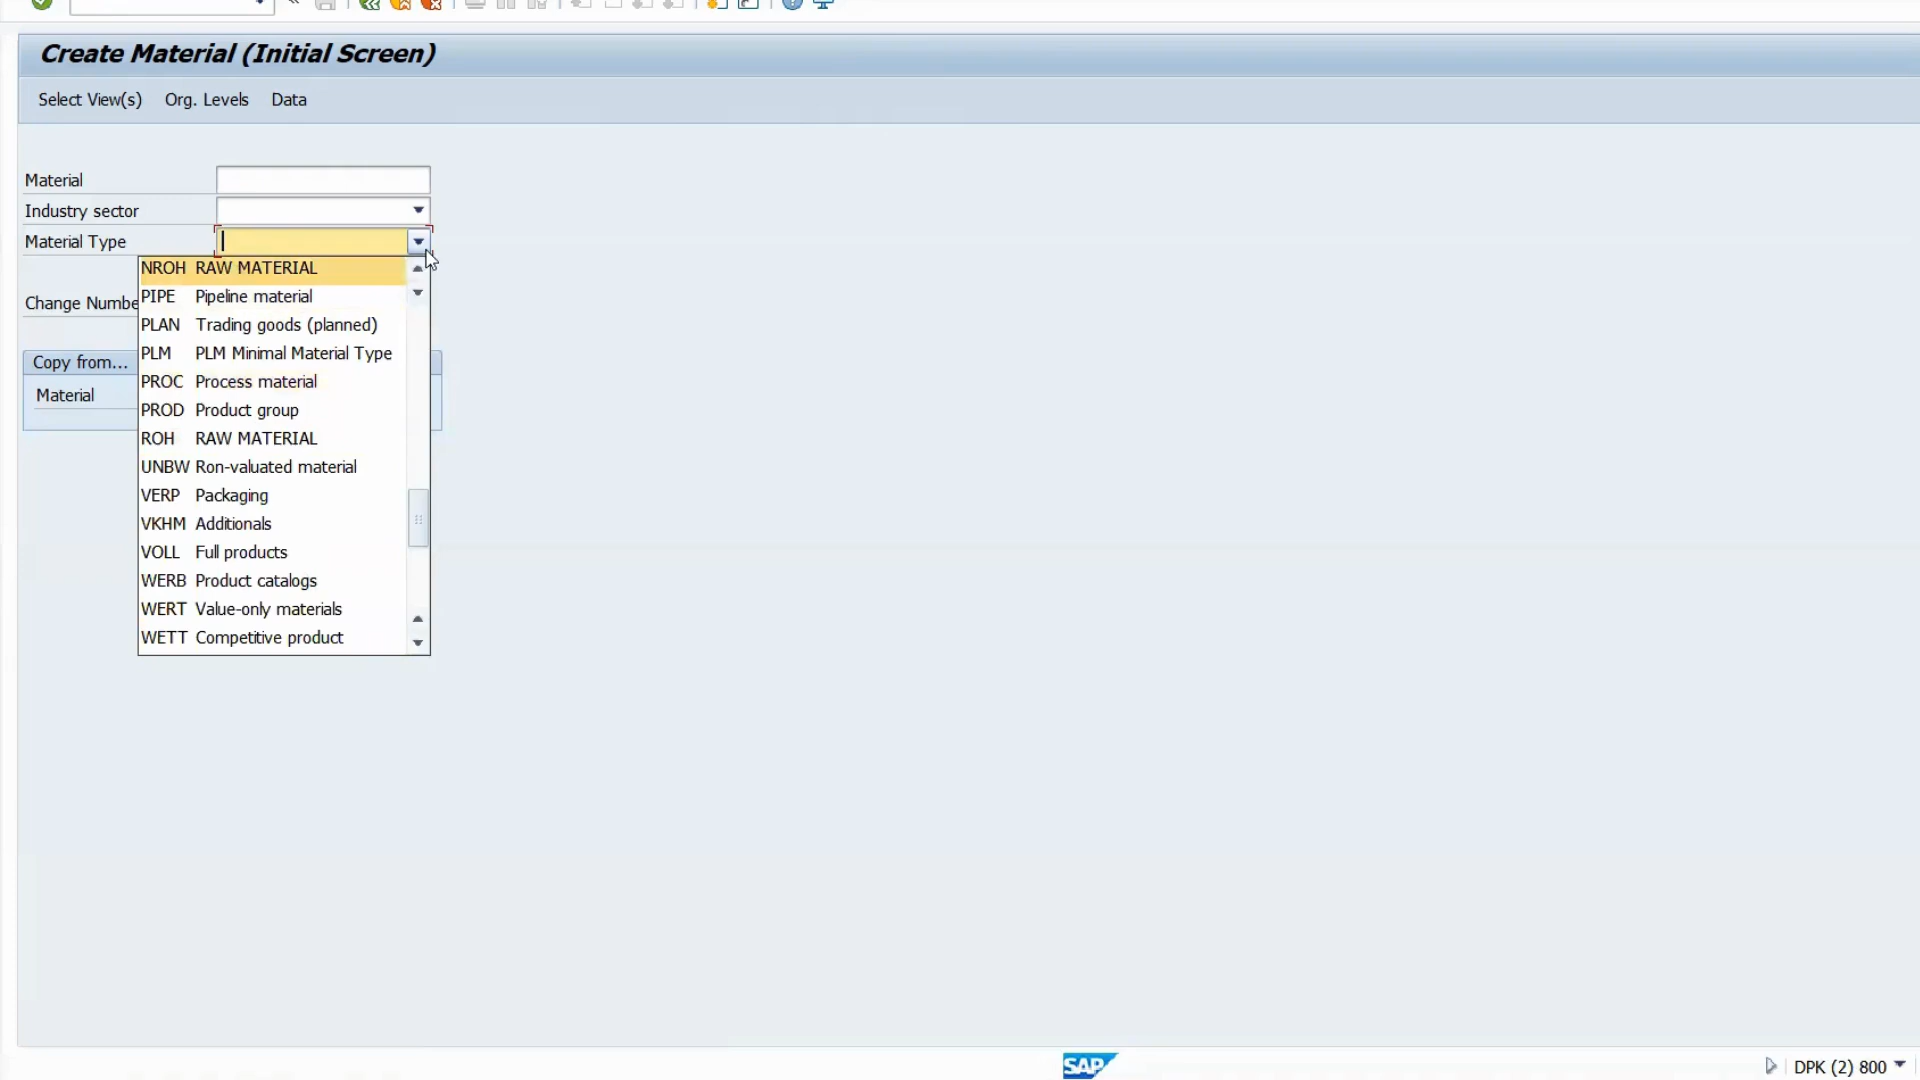 Create Material (Initial Screen)
Select View(s) Org. Levels Data
Material
Industry sector
Material Type
NROH RAW MATERIAL
PIPE Pipeline material
Change Numbe
PLAN Trading goods (planned)
PLM PLM Minimal Material Type
Copy from...
PROC Process material
Material
PROD Product group
ROH RAW MATERIAL
UNBW Ron-valuated material
VERP Packaging
VKHM Additionals
VOLL Full products
WERB Product catalogs
WERT Value-only materials
WETT Competitive product
SAP
DPK (2) 800